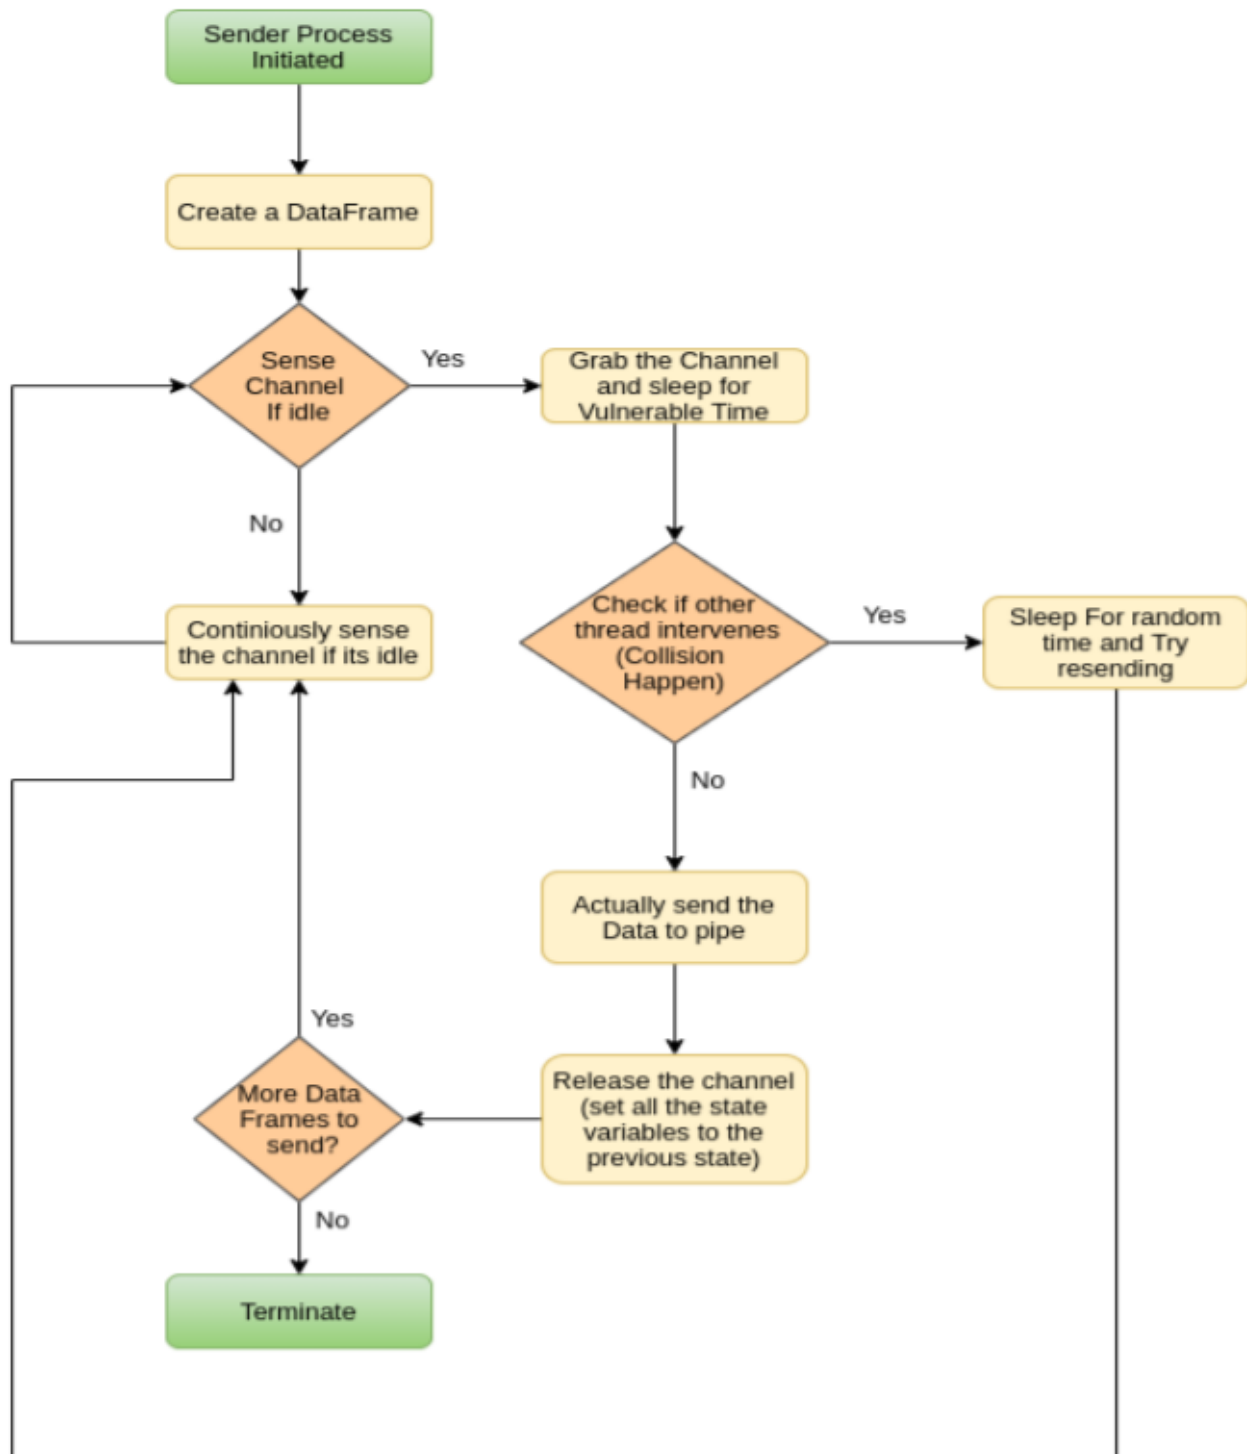 Sender Process
Initiated
Create a DataFrame
Sense
Channel
If idle
Yes
Grab the Channel
and sleep for
Vulnerable Time
No
Continiously sense
the channel if its idle
Check if other
thread intervenes
(Collision
Happen)
Yes
Sleep For random
time and Try
resending
No
Actually send the
Data to pipe
Release the channel
(set all the state
variables to the
previous state)
Yes
More Data
Frames to
send?
No
Terminate